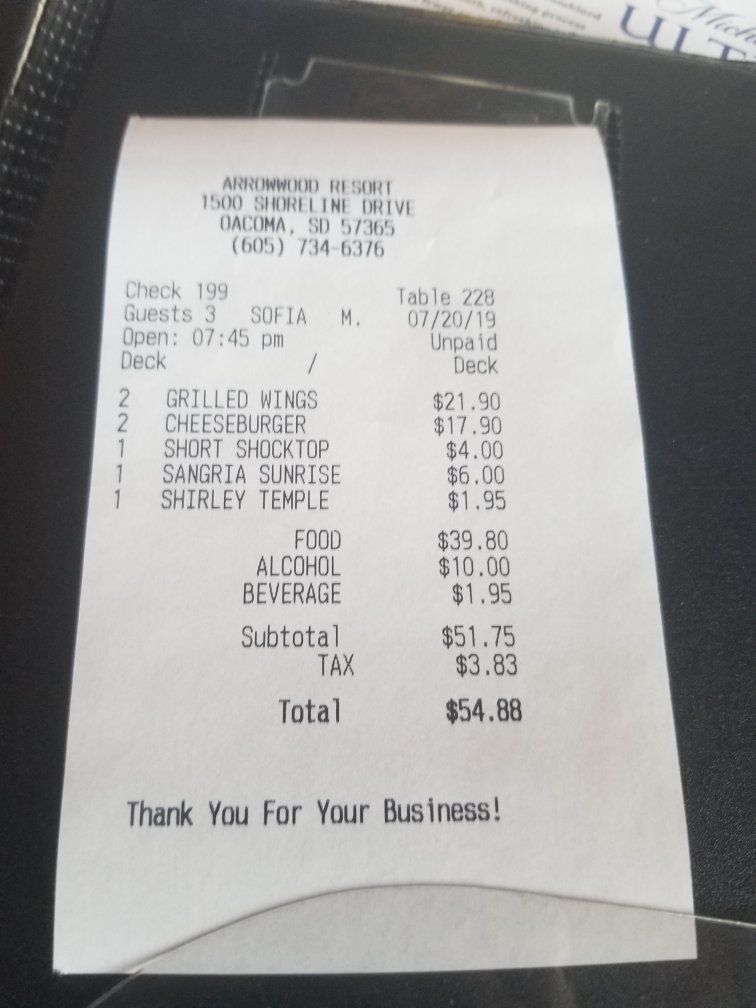 ARROWWOOD RESORT
1500 SHORELINE DRIVE
OACOMA, SD 57365
(605) 734-6376
Check 199 Table 228
Guests 3 SOFIA M. 07/20/19
Open: 07:45 pm Unpaid
Deck / Deck
2 GRILLED WINGS $21.90
2 CHEESEBURGER $17.90
1 SHORT SHOCKTOP $4.00
1 SANGRIA SUNRISE $6.00
1 SHIRLEY TEMPLE $1.95
FOOD $39.80
ALCOHOL $10.00
BEVERAGE $1.95
Subtotal $51.75
TAX $3.83
Total $54.88
Thank You For Your Business!